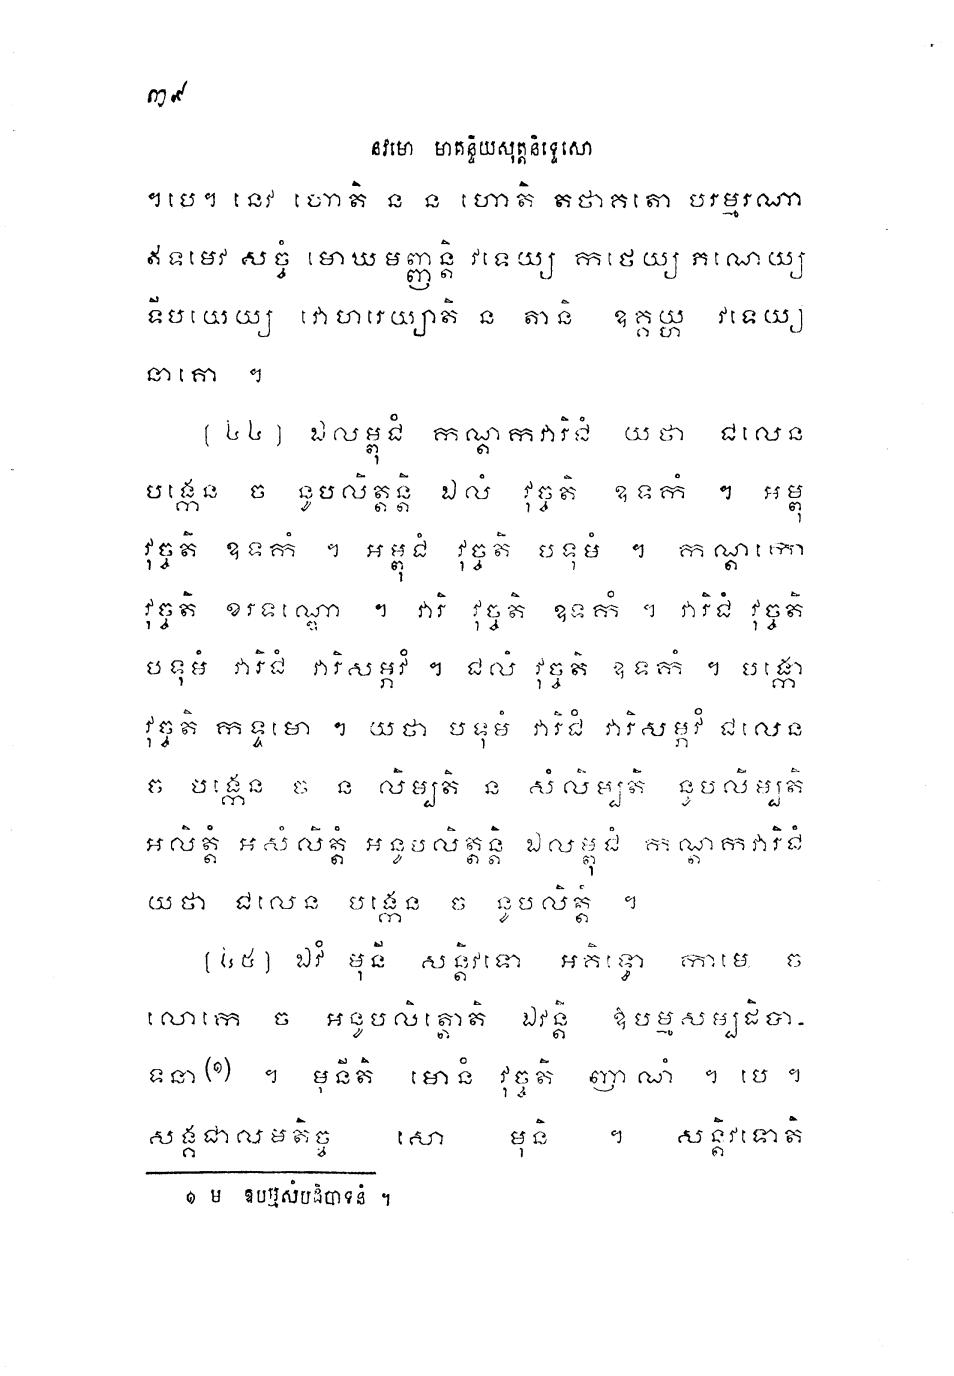 ៣៩
នវមោ មាគន្ទិយសុត្តនិទ្ទេសោ
។បេ។ នេវ ហោតិ ន ន ហោតិ តថាគតោ បរម្មរណា
ឥទមេវ សច្ចំ មោឃមញ្ញន្តិ វទេយ្យ កថេយ្យ ភណេយ្យ
ទីបយេយ្យ វោហរេយ្យាតិ ន តានិ ឧគ្គយ្ហ វទេយ្យ
នាគោ ។
(៤៤) ឯលម្ពុជំ កណ្ដកវារិជំ យថា ជលេន
បង្កេន ច នូបលិត្តន្តិ ឯលំ វុច្ចតិ ឧទកំ ។ អម្ពុ
វុច្ចតិ ឧទកំ ។ អម្ពុជំ វុច្ចតិ បទុមំ ។ កណ្ដកោ
វុច្ចតិ ខរទណ្ឌោ ។ វារិ វុច្ចតិ ឧទកំ ។ វារិជំ វុច្ចតិ
បទុមំ វារិជំ វារិសម្ភវំ ។ ជលំ វុច្ចតិ ឧទកំ ។ បង្កោ
វុច្ចតិ កទ្ទមោ ។ យថា បទុមំ វារិជំ វារិសម្ភវំ ជលេន
ច បង្កេន ច ន លិម្បតិ ន សំលិម្បតិ នូបលិម្បតិ
អលិត្តំ អសំលិត្តំ អនូបលិត្តន្តិ ឯលម្ពុជំ កណ្ដកវារិជំ
យថា ជលេន បង្កេន ច នូបលិត្តំ ។
(៤៥) ឯវំ មុនិ សន្តិវទោ អគិទ្ធោ កាមេ ច
លោកេ ច អនូបលិត្តោតិ ឯវន្តិ ឱបម្មសម្បដិបា-
ទនា(១) ។ មុនីតិ មោនំ វុច្ចតិ ញាណំ ។ បេ ។
សង្គជាលមតិច្ច សោ មុនិ ។ សន្តិវទោតិ
១ ម ឧបម្មសំបដិបាទនំ ។